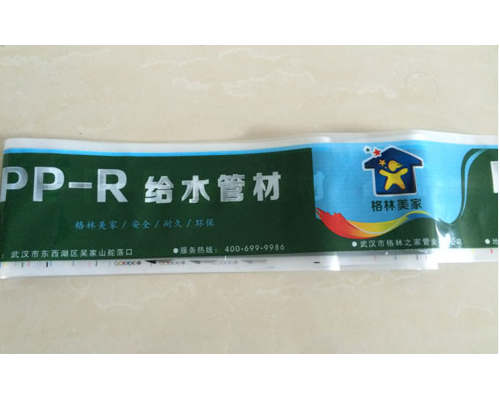 PP-R 给水管材
格林美家/安全/耐久/环保
武汉市东西湖区吴家山舵落口
●服务热线: 400-699-9986
格林美家
●武汉市格林之家管业